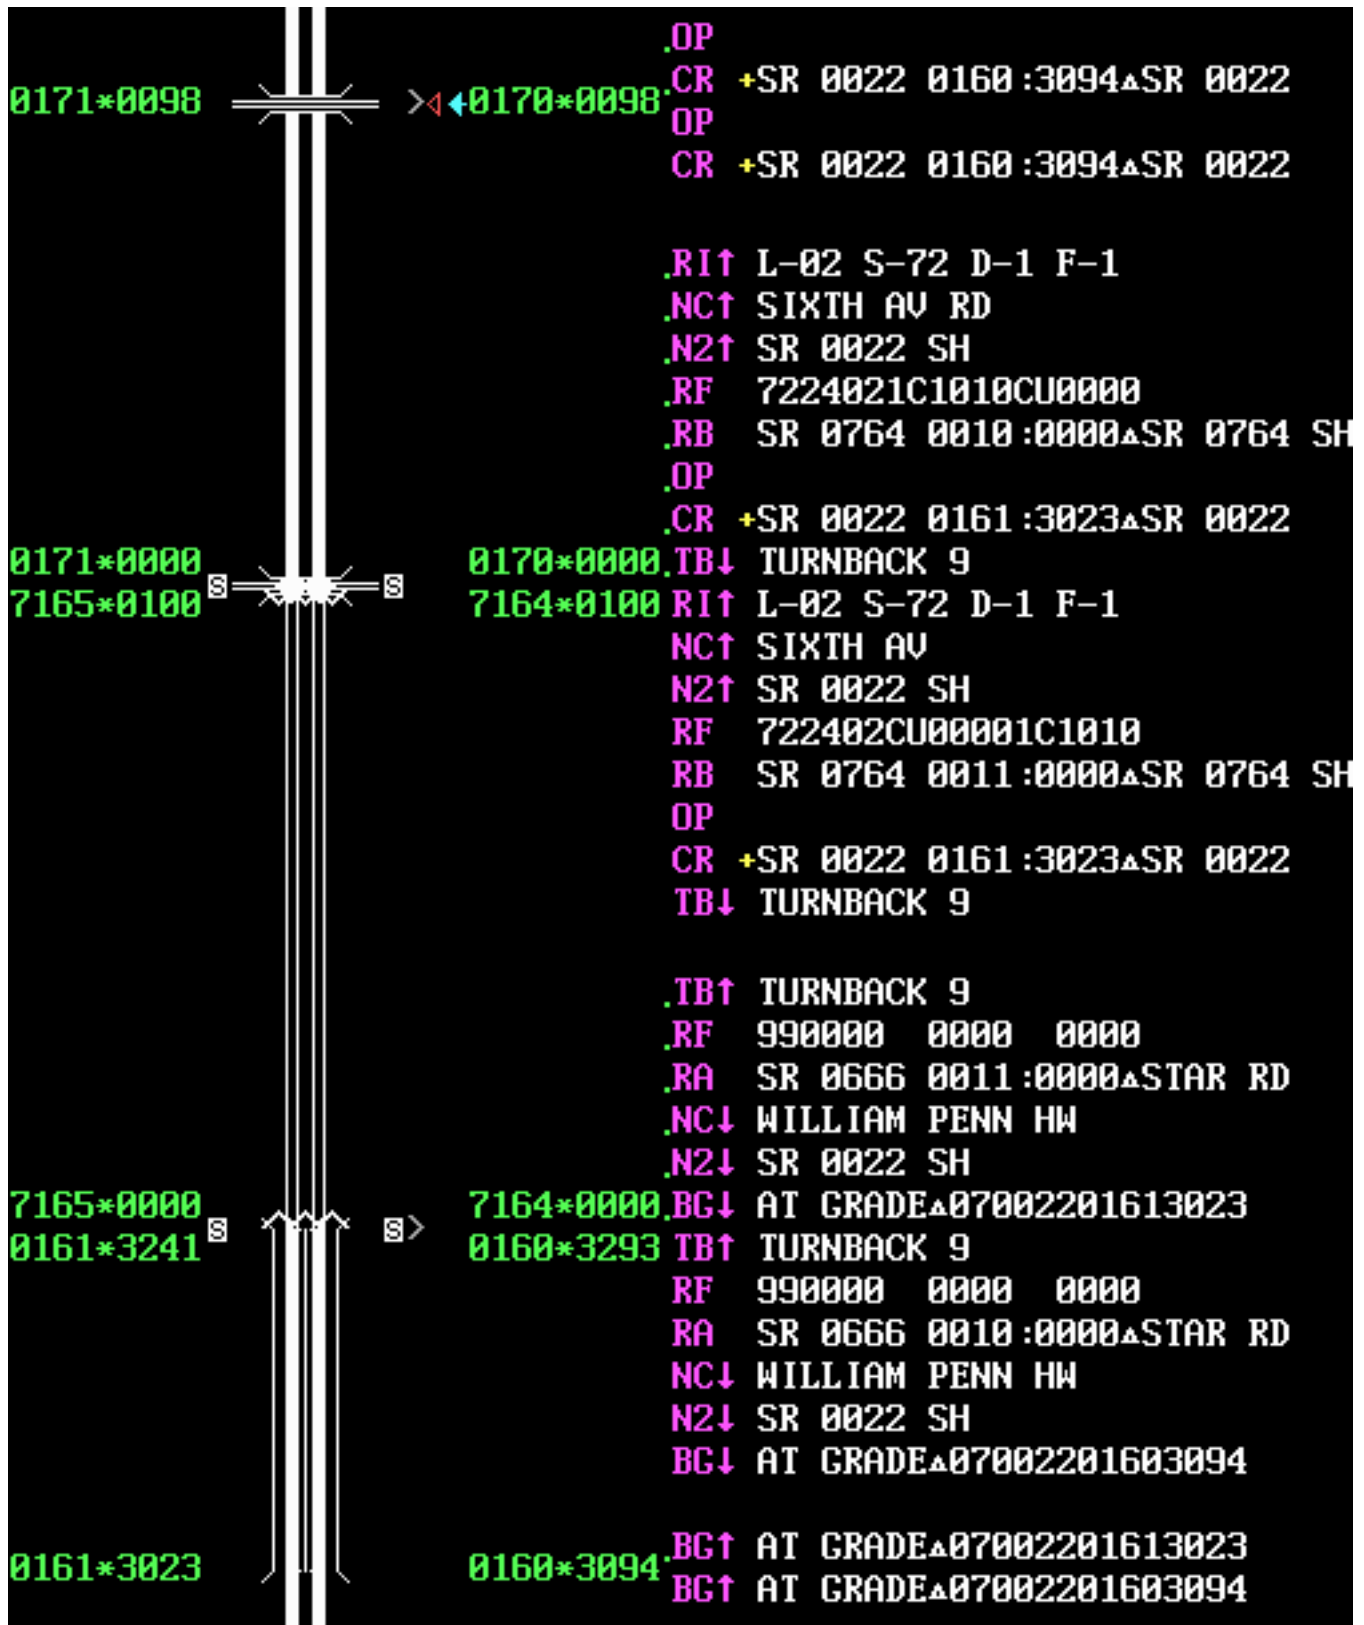 .OP
.CR +SR 0022 0160:3094▵SR 0022
0171*0098 >◁←0170*0098
OP
CR +SR 0022 0160:3094▵SR 0022
.RI↑ L-02 S-72 D-1 F-1
.NC↑ SIXTH AV RD
.N2↑ SR 0022 SH
.RF 7224021C1010CU0000
.RB SR 0764 0010:0000▵SR 0764 SH
.OP
.CR +SR 0022 0161:3023▵SR 0022
0171*0000 0170*0000.TB↓ TURNBACK 9
S S
7165*0100 7164*0100 RI↑ L-02 S-72 D-1 F-1
NC↑ SIXTH AV
N2↑ SR 0022 SH
RF 722402CU00001C1010
RB SR 0764 0011:0000▵SR 0764 SH
OP
CR +SR 0022 0161:3023▵SR 0022
TB↓ TURNBACK 9
.TB↑ TURNBACK 9
.RF 990000 0000 0000
.RA SR 0666 0011:0000▵STAR RD
.NC↓ WILLIAM PENN HW
.N2↓ SR 0022 SH
7165*0000 7164*0000.BG↓ AT GRADE▵07002201613023
S S>
0161*3241 0160*3293 TB↑ TURNBACK 9
RF 990000 0000 0000
RA SR 0666 0010:0000▵STAR RD
NC↓ WILLIAM PENN HW
N2↓ SR 0022 SH
BG↓ AT GRADE▵07002201603094
.BG↑ AT GRADE▵07002201613023
0161*3023 0160*3094
BG↑ AT GRADE▵07002201603094